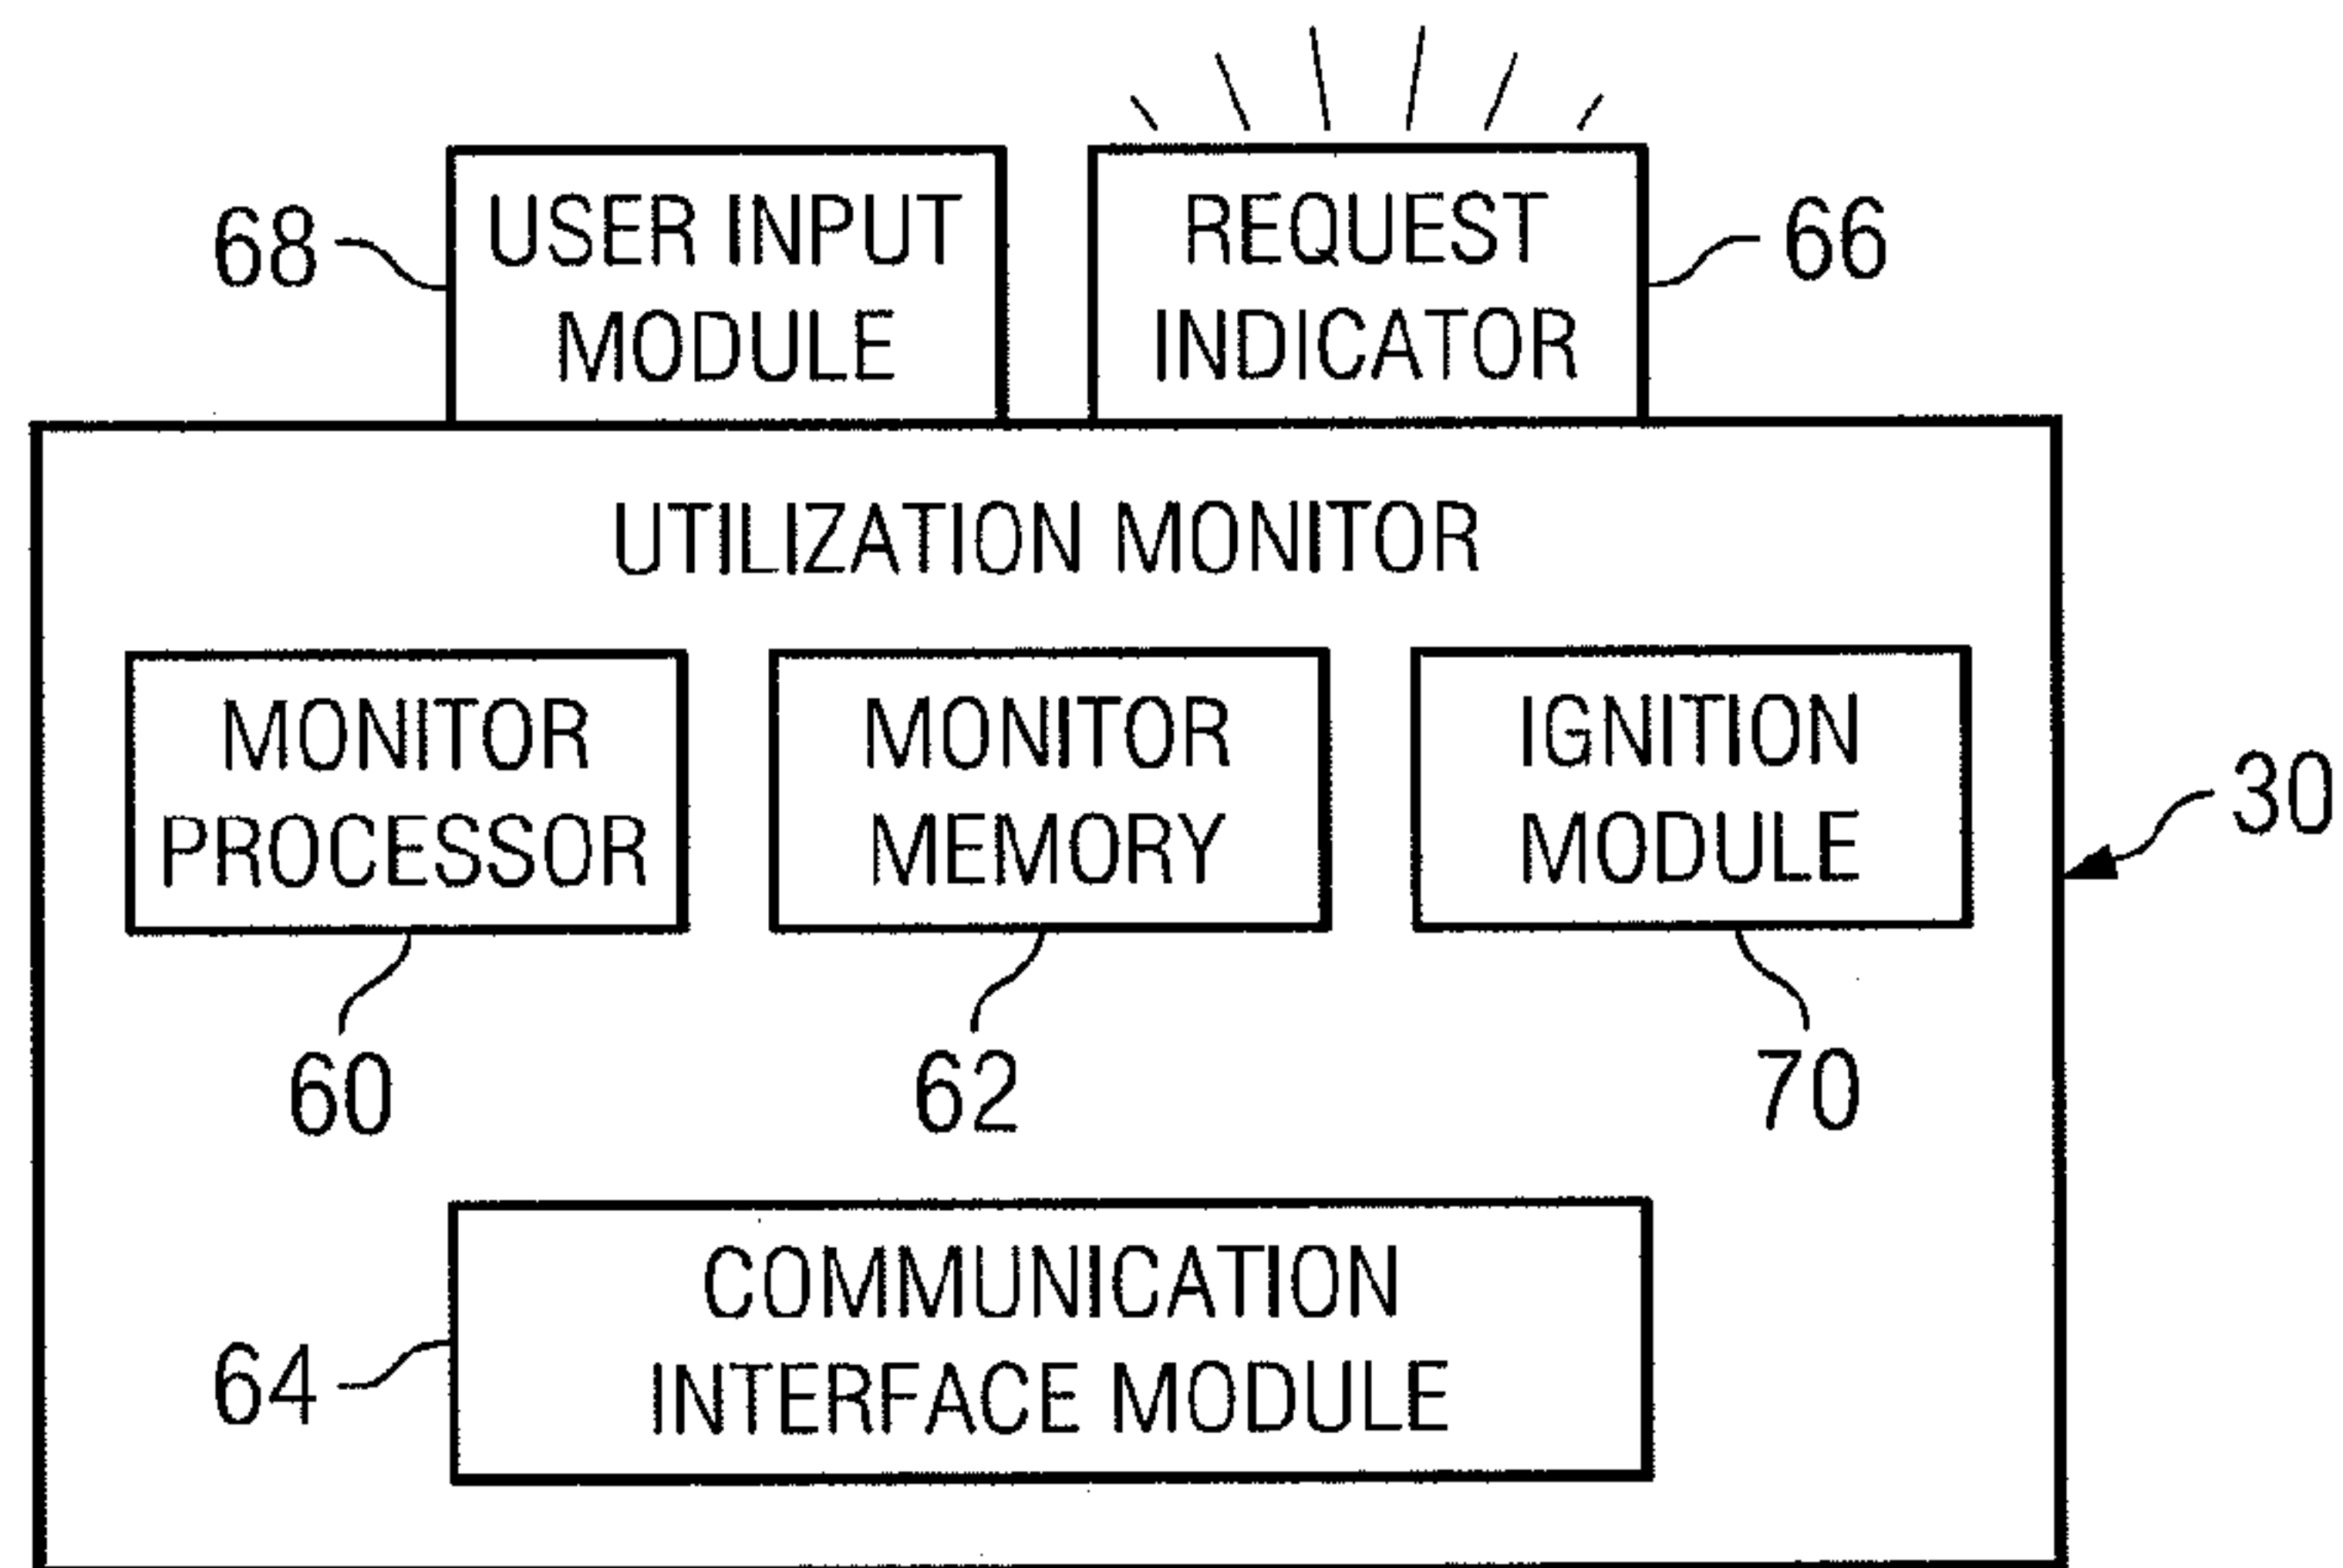 68
USER INPUT
MODULE
REQUEST
INDICATOR
66
UTILIZATION MONITOR
MONITOR
PROCESSOR
MONITOR
MEMORY
IGNITION
MODULE
30
60
62
70
COMMUNICATION
INTERFACE MODULE
64